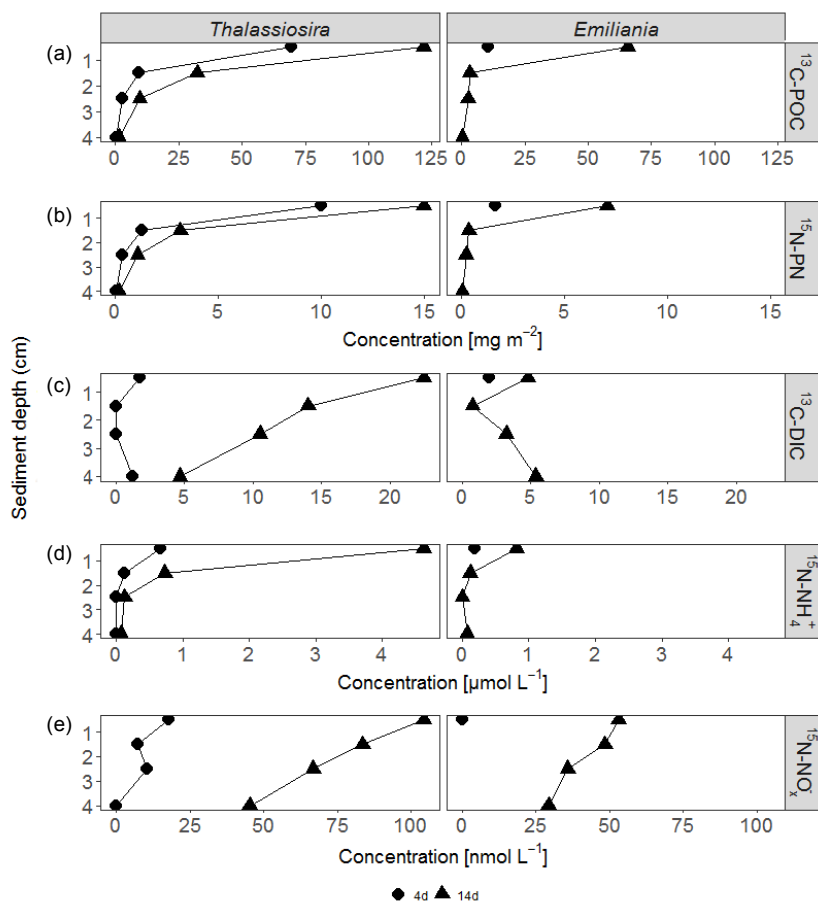 Thalassiosira Emiliania
(a)
1
2
3
4
0 25 50 75 100 125 0 25 50 75 100 125
¹³C-POC
(b)
1
2
3
4
0 5 10 15 0 5 10 15
¹⁵N-PN
Concentration [mg m⁻²]
Sediment depth (cm)
(c)
1
2
3
4
0 5 10 15 20 0 5 10 15 20
¹³C-DIC
(d)
1
2
3
4
0 1 2 3 4 0 1 2 3 4
¹⁵N-NH₄⁺
Concentration [µmol L⁻¹]
(e)
1
2
3
4
0 25 50 75 100 0 25 50 75 100
¹⁵N-NOₓ⁻
Concentration [nmol L⁻¹]
4d 14d